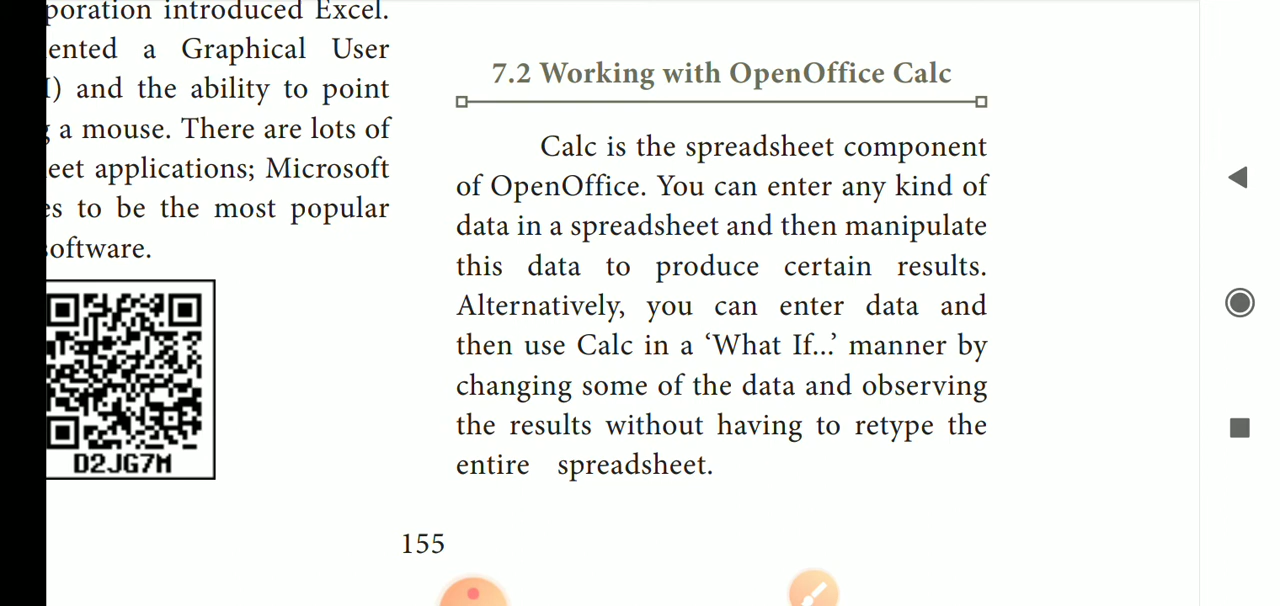 poration introduced Excel.
ented a Graphical User
I) and the ability to point
g a mouse. There are lots of
eet applications; Microsoft
es to be the most popular
software.
D2JG7M
7.2 Working with OpenOffice Calc
Calc is the spreadsheet component
of OpenOffice. You can enter any kind of
data in a spreadsheet and then manipulate
this data to produce certain results.
Alternatively, you can enter data and
then use Calc in a ‘What If...’ manner by
changing some of the data and observing
the results without having to retype the
entire spreadsheet.
155